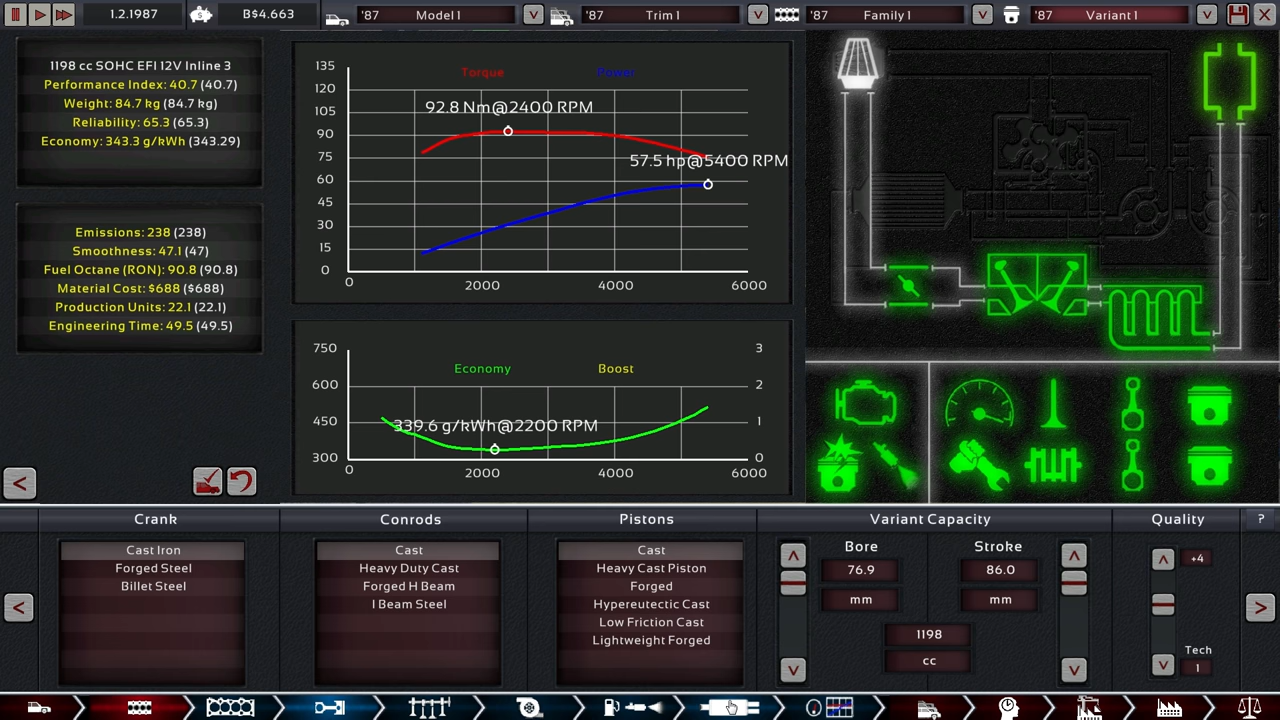 1.2.1987
B$4.663
'87 Model 1
'87 Trim 1
'87 Family 1
'87 Variant 1
1198 cc SOHC EFI 12V Inline 3
Performance Index: 40.7 (40.7)
Weight: 84.7 kg (84.7 kg)
Reliability: 65.3 (65.3)
Economy: 343.3 g/kWh (343.29)
Emissions: 238 (238)
Smoothness: 47.1 (47)
Fuel Octane (RON): 90.8 (90.8)
Material Cost: $688 ($688)
Production Units: 22.1 (22.1)
Engineering Time: 49.5 (49.5)
135
Torque Power
120
105
92.8 Nm@2400 RPM
90
75
57.5 hp@5400 RPM
60
45
30
15
0
0 2000 4000 6000
750 3
Economy Boost
600 2
450 1
339.6 g/kWh@2200 RPM
300 0
0 2000 4000 6000
<
Crank
Cast Iron
Forged Steel
Billet Steel
Conrods
Cast
Heavy Duty Cast
Forged H Beam
I Beam Steel
Pistons
Cast
Heavy Cast Piston
Forged
Hypereutectic Cast
Low Friction Cast
Lightweight Forged
Variant Capacity
Bore Stroke
76.9 86.0
mm mm
1198
cc
Quality
+4
Tech
1
?
< >